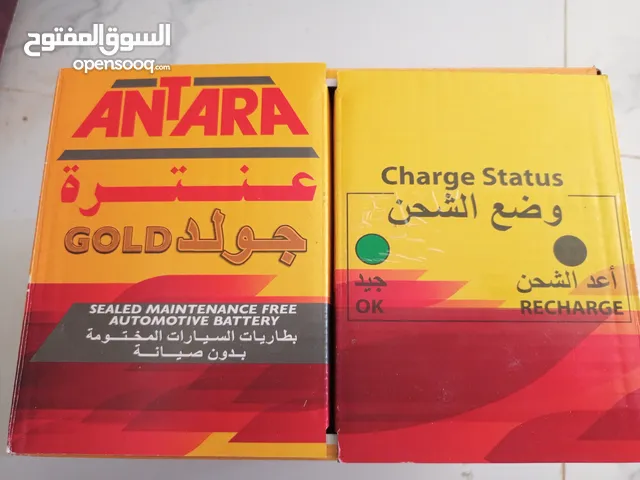 السوق المفتوح
opensooq.com
ANTARA
عنترة
GOLD جولد
SEALED MAINTENANCE FREE
AUTOMOTIVE BATTERY
بطاريات السيارات المختومة
بدون صيانة
Charge Status
وضع الشحن
جيد
OK
أعد الشحن
RECHARGE